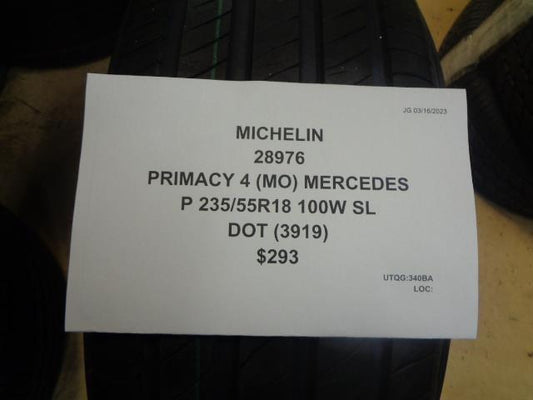 JG 03/16/2023
MICHELIN
28976
PRIMACY 4 (MO) MERCEDES
P 235/55R18 100W SL
DOT (3919)
$293
UTQG:340BA
LOC: